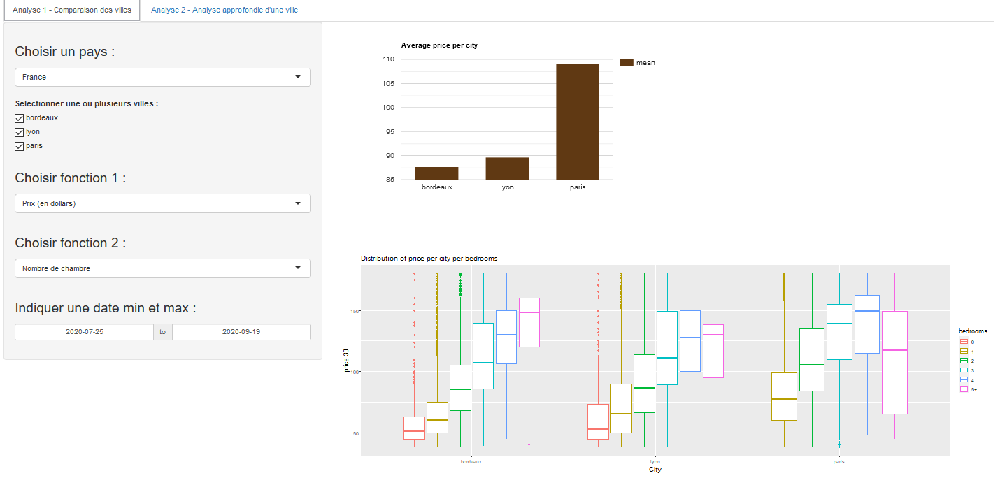 Analyse 1 - Comparaison des villes
Analyse 2 - Analyse approfondie d'une ville
Choisir un pays :
France
Selectionner une ou plusieurs villes :
bordeaux
lyon
paris
Choisir fonction 1 :
Prix (en dollars)
Choisir fonction 2 :
Nombre de chambre
Indiquer une date min et max :
2020-07-25 to 2020-09-19
Average price per city
110
105
100
95
90
85
mean
bordeaux lyon paris
Distribution of price per city per bedrooms
price 30
150
100
50
bordeaux lyon paris
City
bedrooms
0
1
2
3
4
5+